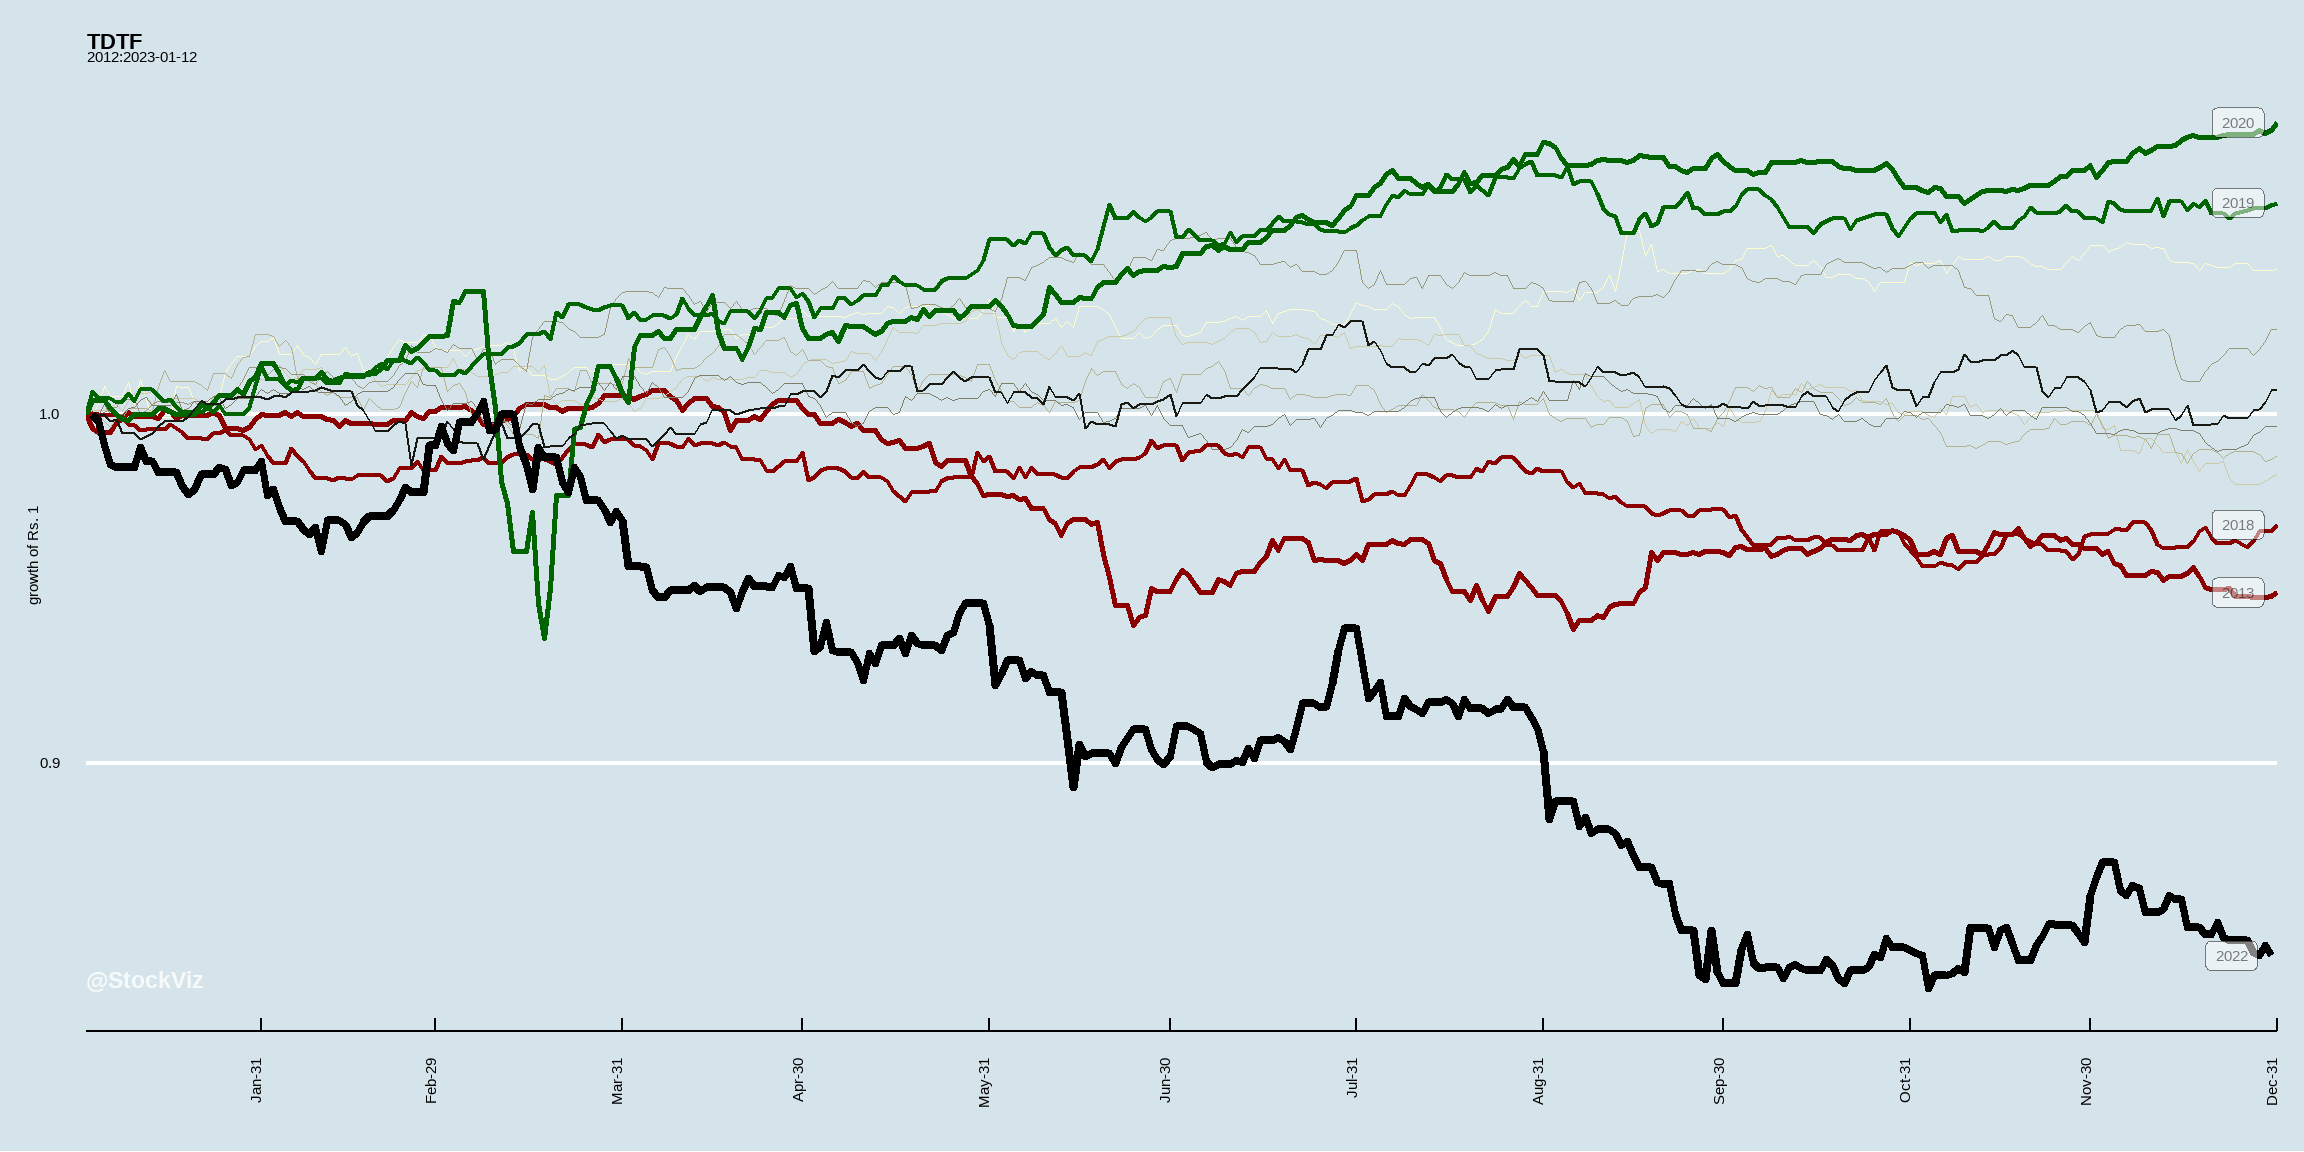 TDTF
2012:2023-01-12
2020
2019
1.0
growth of Rs. 1
2018
2013
0.9
2022
@StockViz
Jan-31
Feb-29
Mar-31
Apr-30
May-31
Jun-30
Jul-31
Aug-31
Sep-30
Oct-31
Nov-30
Dec-31